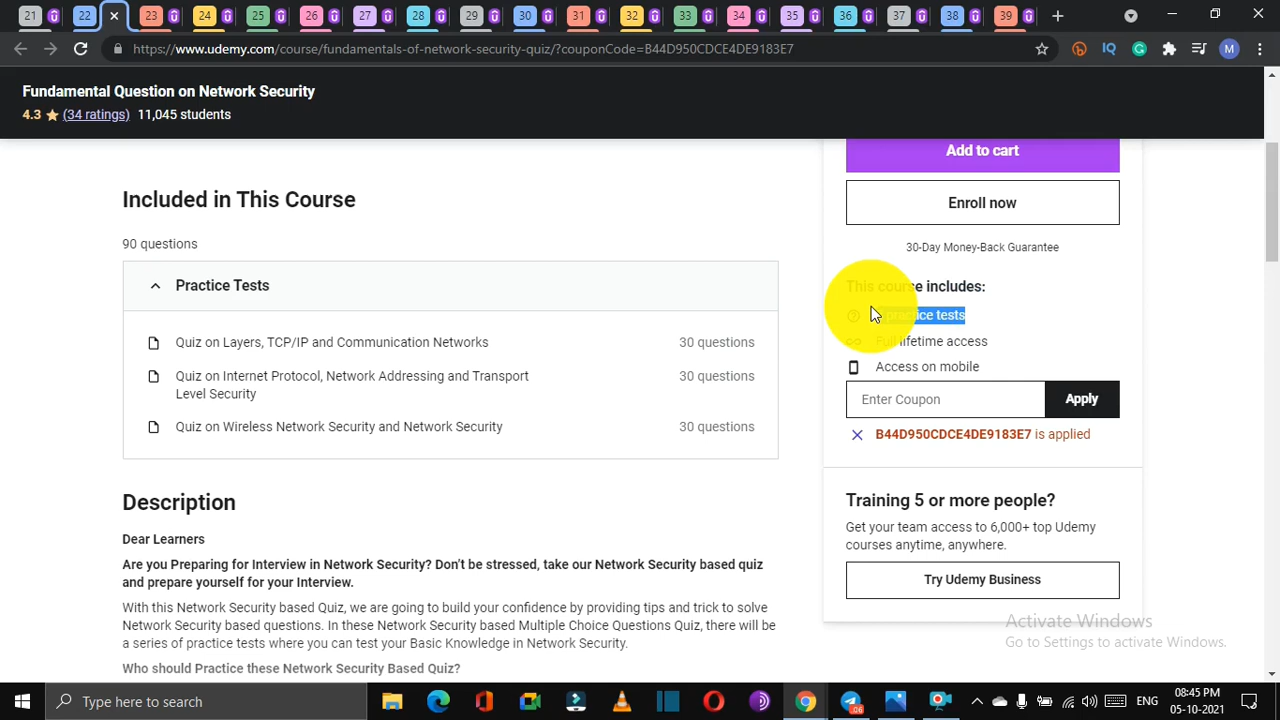 21 22 23 24 25 26 27 28 29 30 31 32 33 34 35 36 37 38 39
https://www.udemy.com/course/fundamentals-of-network-security-quiz/?couponCode=B44D950CDCE4DE9183E7
IQ
M
Fundamental Question on Network Security
4.3 (34 ratings) 11,045 students
Add to cart
Enroll now
30-Day Money-Back Guarantee
This course includes:
practice tests
Full lifetime access
Access on mobile
Enter Coupon Apply
B44D950CDCE4DE9183E7 is applied
Training 5 or more people?
Get your team access to 6,000+ top Udemy
courses anytime, anywhere.
Try Udemy Business
Included in This Course
90 questions
Practice Tests
Quiz on Layers, TCP/IP and Communication Networks 30 questions
Quiz on Internet Protocol, Network Addressing and Transport 30 questions
Level Security
Quiz on Wireless Network Security and Network Security 30 questions
Description
Dear Learners
Are you Preparing for Interview in Network Security? Don't be stressed, take our Network Security based quiz
and prepare yourself for your Interview.
With this Network Security based Quiz, we are going to build your confidence by providing tips and trick to solve
Network Security based questions. In these Network Security based Multiple Choice Questions Quiz, there will be
a series of practice tests where you can test your Basic Knowledge in Network Security.
Who should Practice these Network Security Based Quiz?
Activate Windows
Go to Settings to activate Windows.
Type here to search
ENG
08:45 PM
05-10-2021